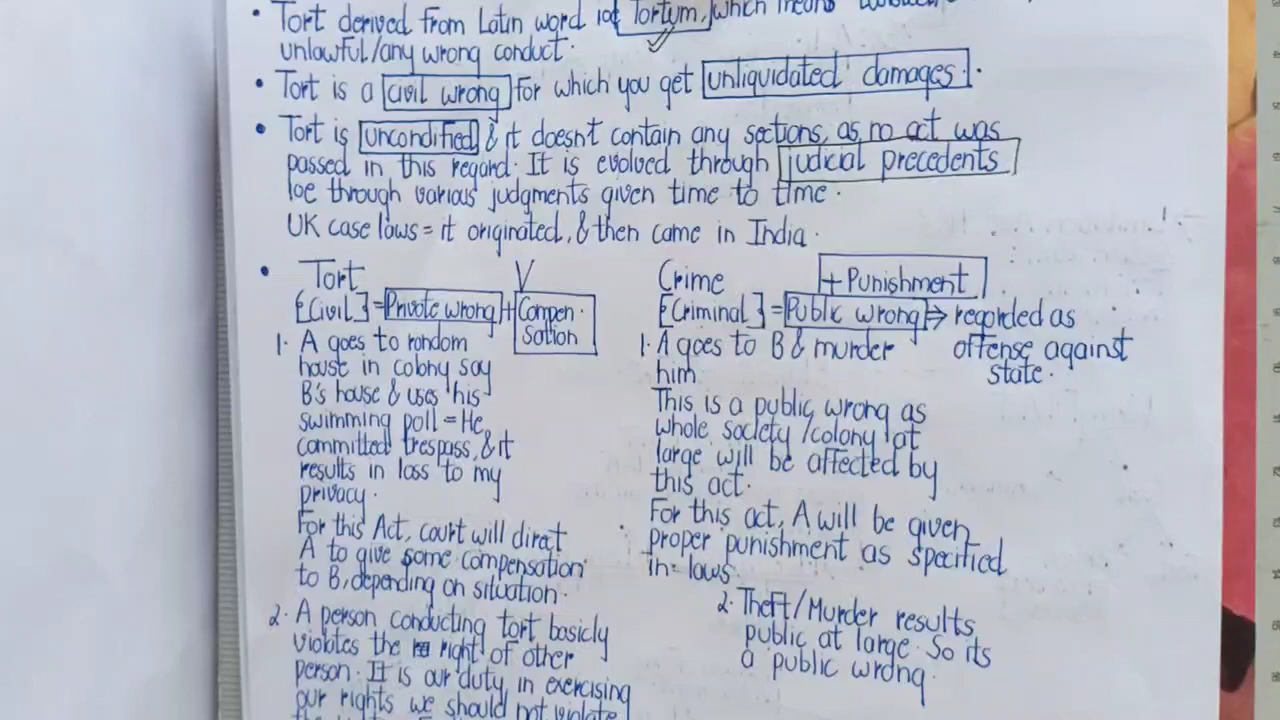 • Tort derived from Latin word ie Tortum, which means
unlawful/any wrong conduct.
• Tort is a civil wrong for which you get unliquidated damages.
• Tort is uncondified & it doesn't contain any sections, as no act was
passed in this regard. It is evolved through judicial precedents
ie through various judgments given time to time.
UK case laws = it originated, & then came in India.
• Tort V Crime + Punishment
[Civil] = Private wrong + Compensation
1. A goes to random
house in colony say
B's house & uses his
swimming poll = He
committed trespass, & it
results in loss to my
privacy.
For this Act, court will direct
A to give some compensation
to B, depending on situation.
2. A person conducting tort basicly
violates the right of other
person. It is our duty in exercising
our rights we should not violate
[Criminal] = Public wrong → regarded as
offense against
state.
1. A goes to B & murder
him
This is a public wrong as
whole society/colony at
large will be affected by
this act.
For this act, A will be given
proper punishment as specified
in laws.
2. Theft/Murder results
public at large. So its
a public wrong.